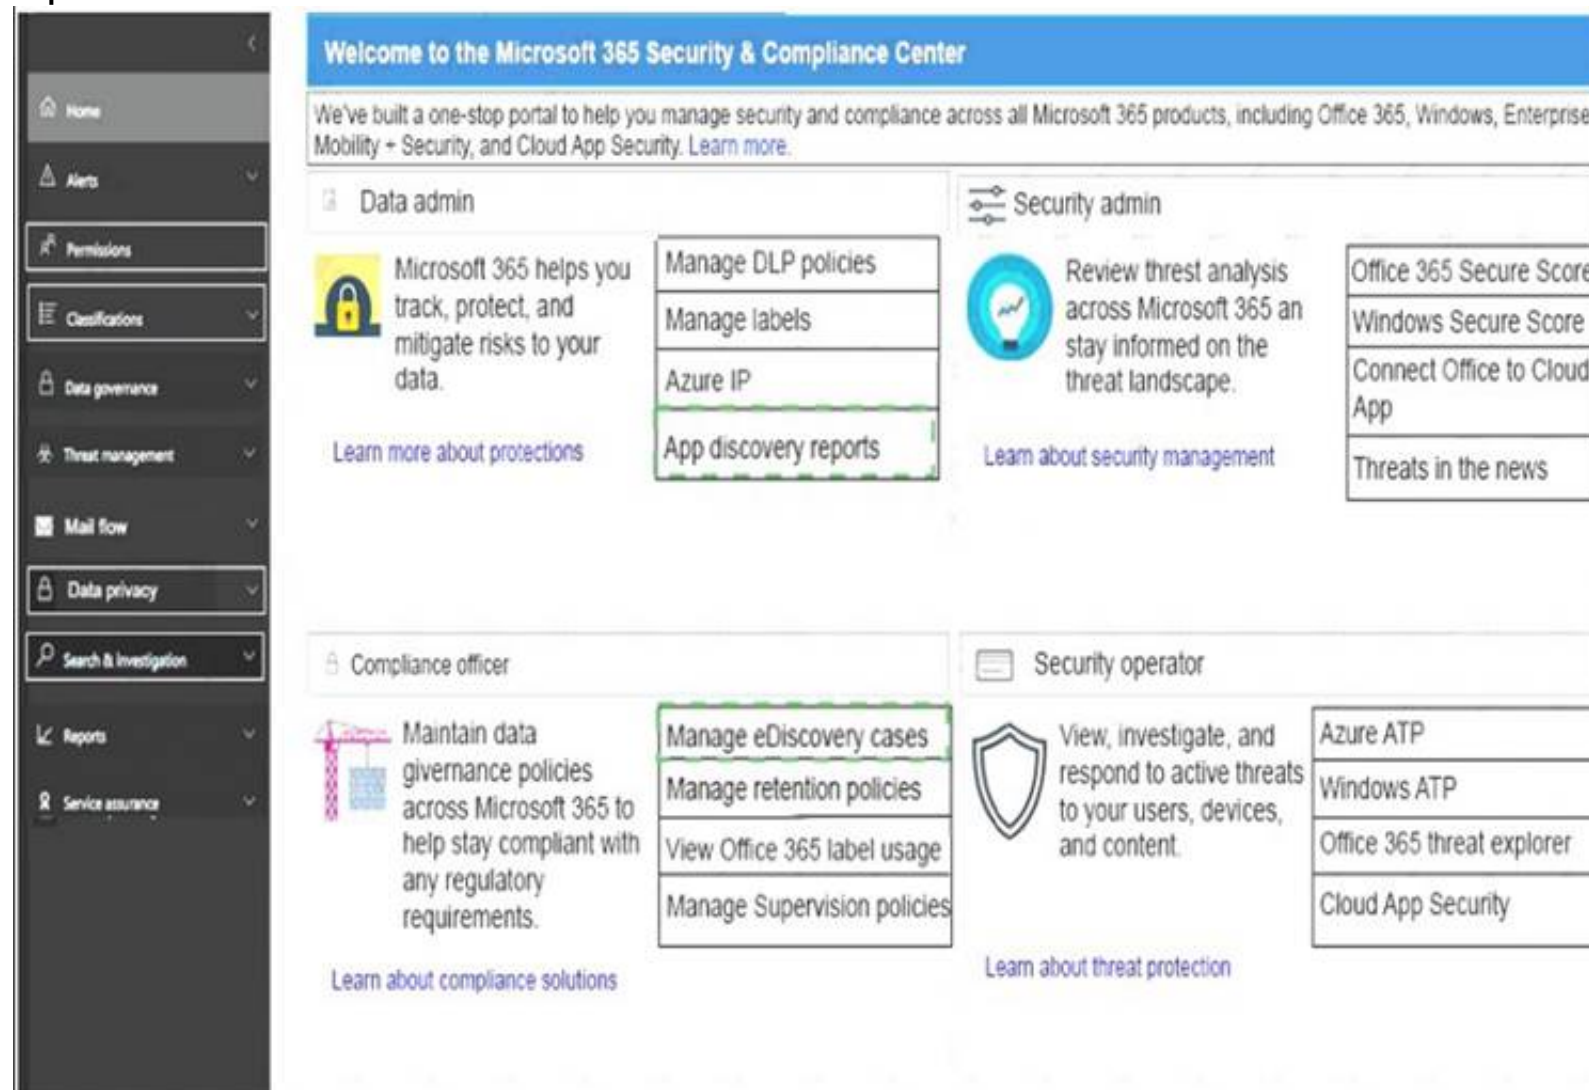 Home
Alerts
Permissions
Classifications
Data governance
Threat management
Mail flow
Data privacy
Search & investigation
Reports
Service assurance
Welcome to the Microsoft 365 Security & Compliance Center
We've built a one-stop portal to help you manage security and compliance across all Microsoft 365 products, including Office 365, Windows, Enterprise
Mobility + Security, and Cloud App Security. Learn more.
Data admin
Microsoft 365 helps you
track, protect, and
mitigate risks to your
data.
Learn more about protections
Manage DLP policies
Manage labels
Azure IP
App discovery reports
Security admin
Review threst analysis
across Microsoft 365 an
stay informed on the
threat landscape.
Learn about security management
Office 365 Secure Score
Windows Secure Score
Connect Office to Cloud
App
Threats in the news
Compliance officer
Maintain data
givernance policies
across Microsoft 365 to
help stay compliant with
any regulatory
requirements.
Learn about compliance solutions
Manage eDiscovery cases
Manage retention policies
View Office 365 label usage
Manage Supervision policies
Security operator
View, investigate, and
respond to active threats
to your users, devices,
and content.
Learn about threat protection
Azure ATP
Windows ATP
Office 365 threat explorer
Cloud App Security